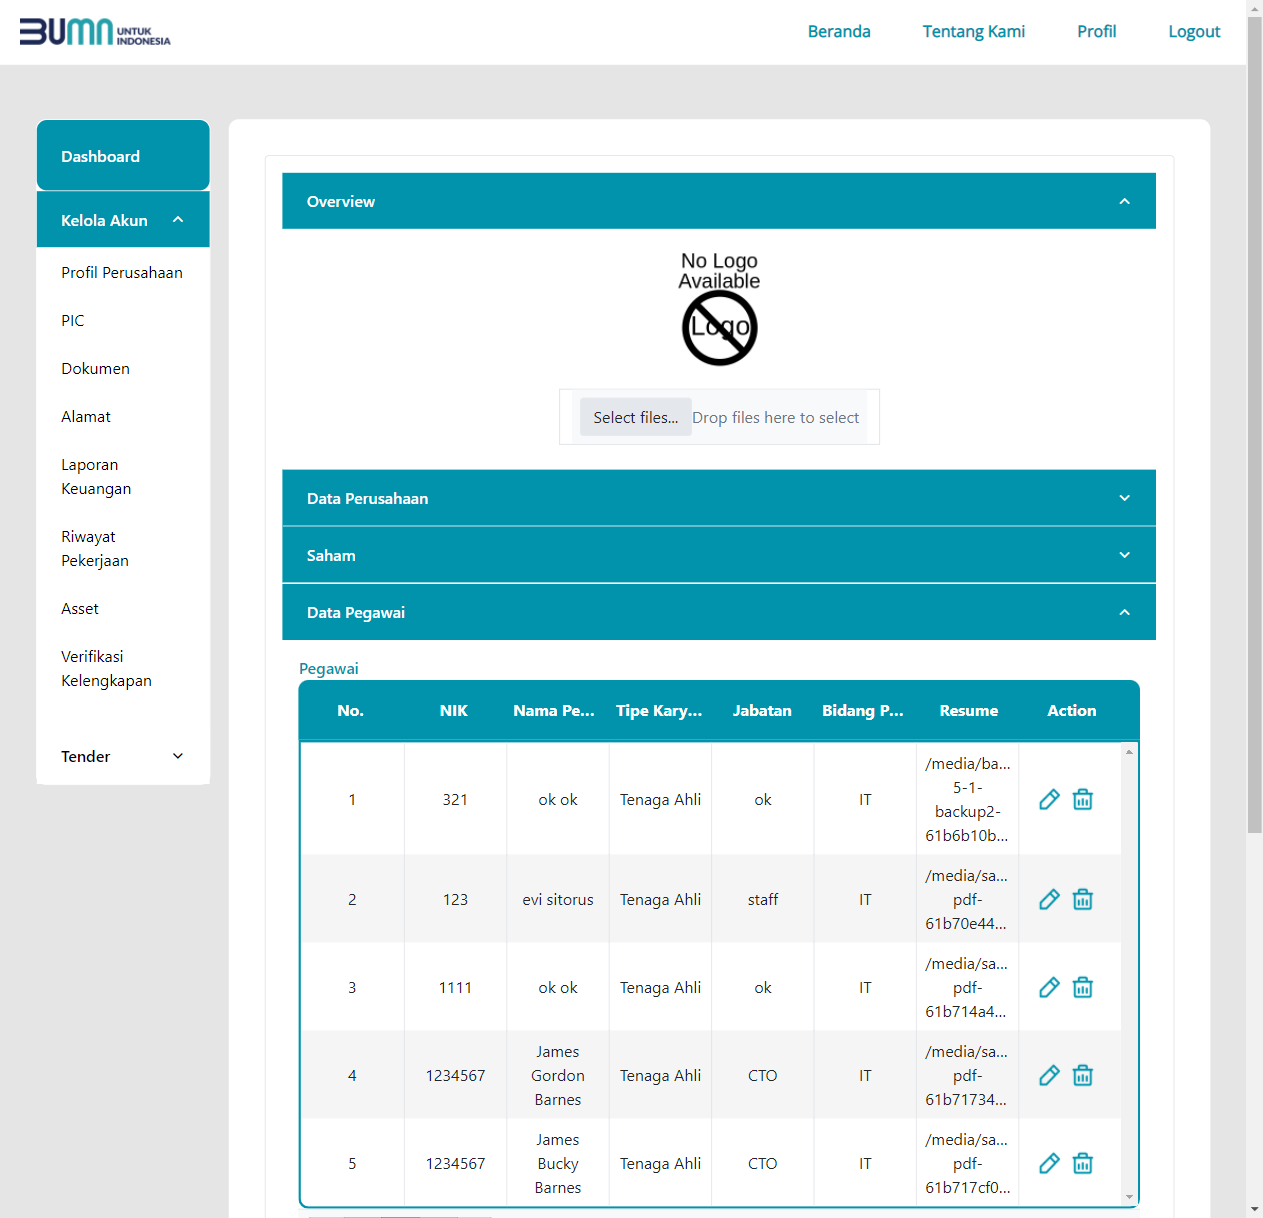 BUMN UNTUK INDONESIA
Beranda
Tentang Kami
Profil
Logout
Dashboard
Kelola Akun
Profil Perusahaan
PIC
Dokumen
Alamat
Laporan
Keuangan
Riwayat
Pekerjaan
Asset
Verifikasi
Kelengkapan
Tender
Overview
No Logo
Available
Logo
Select files...
Drop files here to select
Data Perusahaan
Saham
Data Pegawai
Pegawai
No. NIK Nama Pe... Tipe Kary... Jabatan Bidang P... Resume Action
1 321 ok ok Tenaga Ahli ok IT
/media/ba...
5-1-
backup2-
61b6b10b...
2 123 evi sitorus Tenaga Ahli staff IT
/media/sa...
pdf-
61b70e44...
3 1111 ok ok Tenaga Ahli ok IT
/media/sa...
pdf-
61b714a4...
4 1234567
James
Gordon
Barnes
Tenaga Ahli CTO IT
/media/sa...
pdf-
61b71734...
5 1234567
James
Bucky
Barnes
Tenaga Ahli CTO IT
/media/sa...
pdf-
61b717cf0...